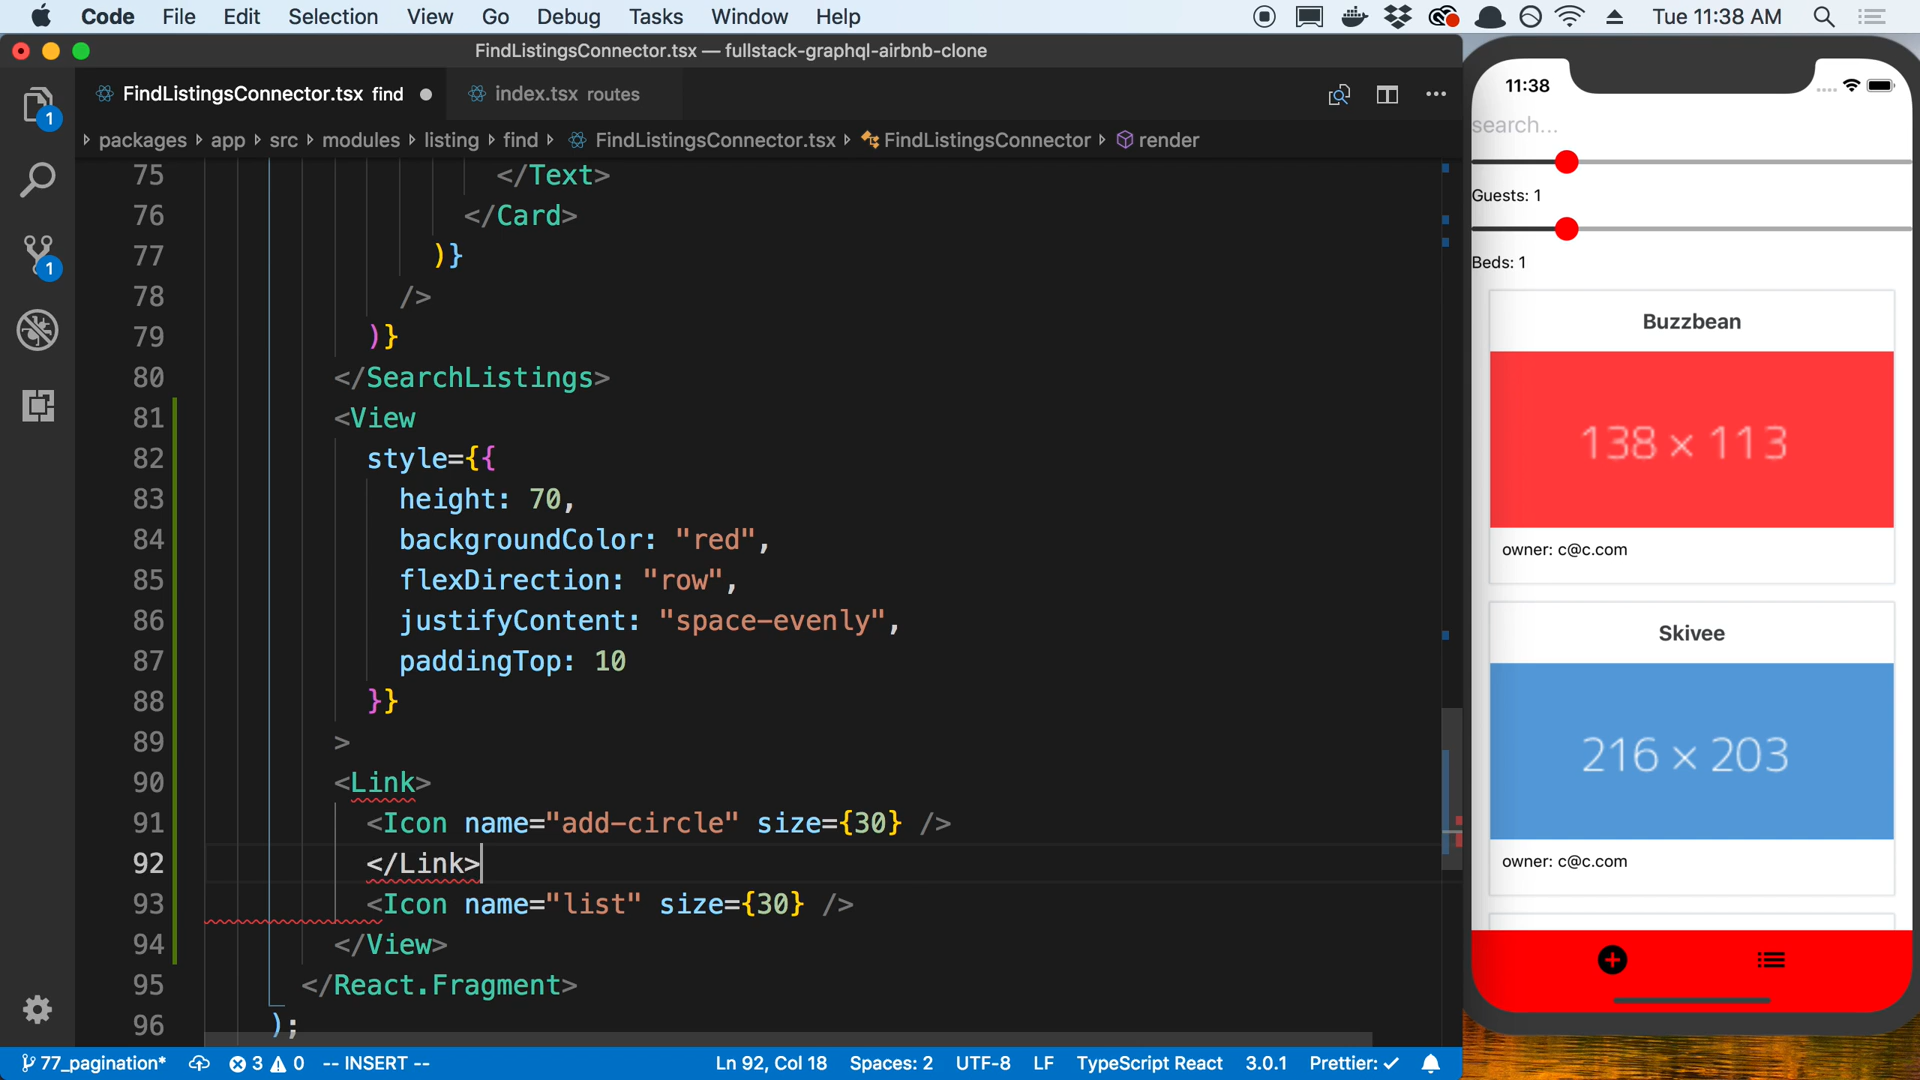 Code File Edit Selection View Go Debug Tasks Window Help Tue 11:38 AM
FindListingsConnector.tsx — fullstack-graphql-airbnb-clone
FindListingsConnector.tsx find index.tsx routes
packages app src modules listing find FindListingsConnector.tsx FindListingsConnector render
75 </Text>
76 </Card>
77 )}
78 />
79 )}
80 </SearchListings>
81 <View
82 style={{
83 height: 70,
84 backgroundColor: "red",
85 flexDirection: "row",
86 justifyContent: "space-evenly",
87 paddingTop: 10
88 }}
89 >
90 <Link>
91 <Icon name="add-circle" size={30} />
92 </Link>
93 <Icon name="list" size={30} />
94 </View>
95 </React.Fragment>
96 );
1
1
77_pagination* 3 0 -- INSERT -- Ln 92, Col 18 Spaces: 2 UTF-8 LF TypeScript React 3.0.1 Prettier: ✓
11:38
search...
Guests: 1
Beds: 1
Buzzbean
138 × 113
owner: c@c.com
Skivee
216 × 203
owner: c@c.com